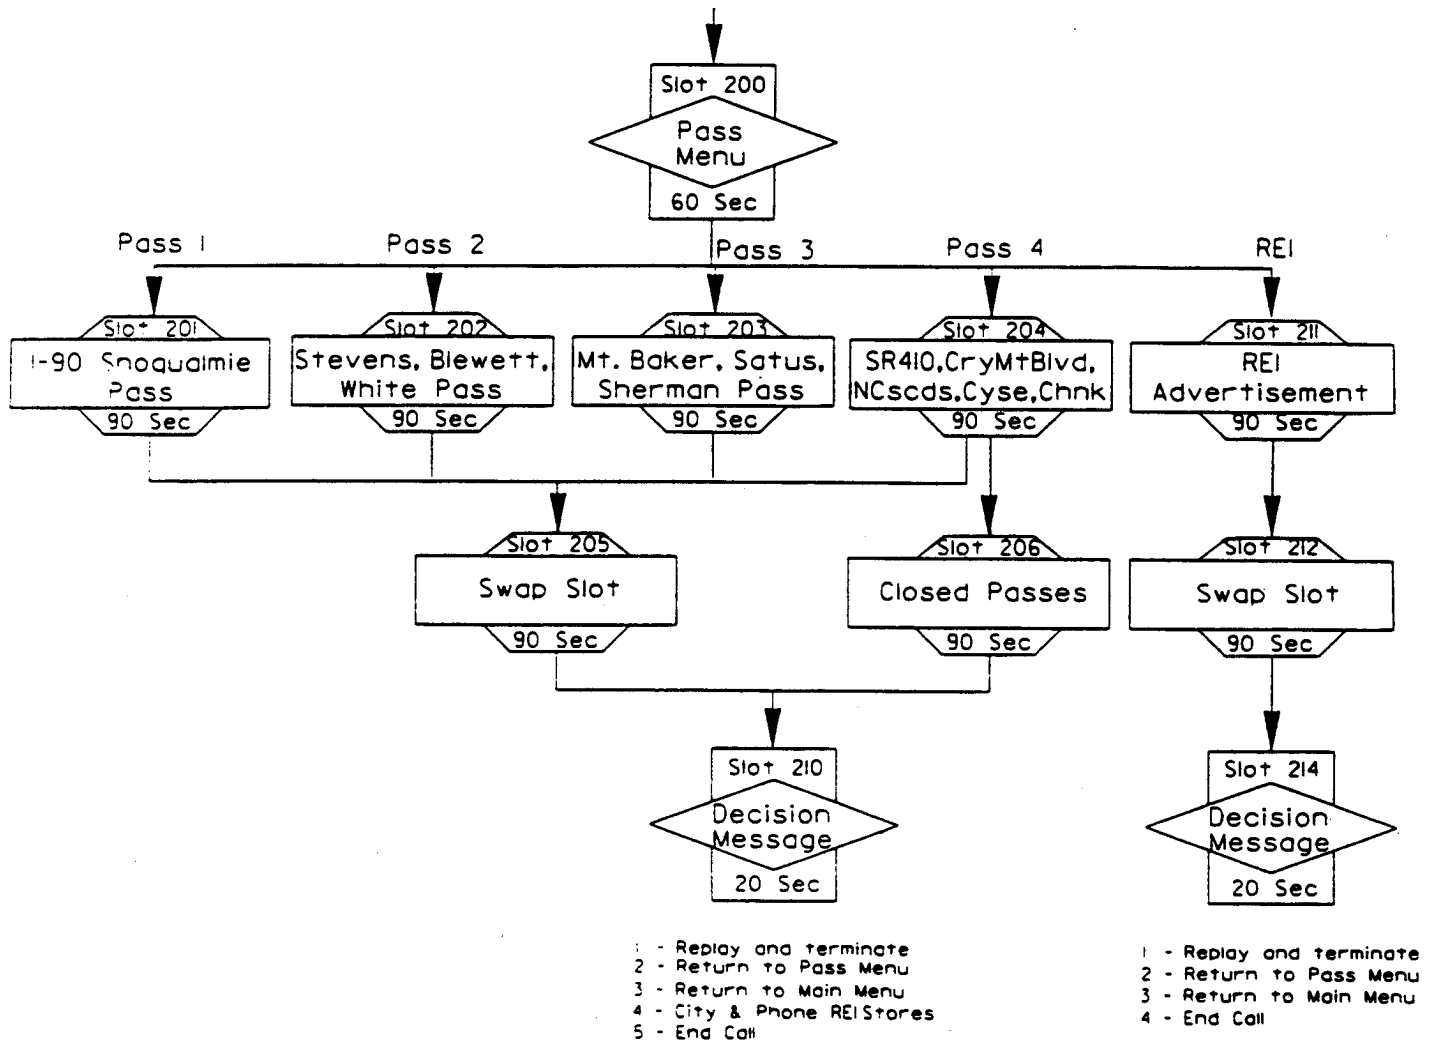 Slot 200
Pass
Menu
60 Sec
Pass 1
Pass 2
Pass 3
Pass 4
REI
Slot 201
I-90 Snoqualmie
Pass
90 Sec
Slot 202
Stevens, Blewett,
White Pass
90 Sec
Slot 203
Mt. Baker, Satus,
Sherman Pass
90 Sec
Slot 204
SR410,CryMtBlvd,
NCscds,Cyse,Chnk
90 Sec
Slot 211
REI
Advertisement
90 Sec
Slot 205
Swap Slot
90 Sec
Slot 206
Closed Passes
90 Sec
Slot 212
Swap Slot
90 Sec
Slot 210
Decision
Message
20 Sec
Slot 214
Decision
Message
20 Sec
1 - Replay and terminate
2 - Return to Pass Menu
3 - Return to Main Menu
4 - City & Phone REI Stores
5 - End Call
1 - Replay and terminate
2 - Return to Pass Menu
3 - Return to Main Menu
4 - End Call